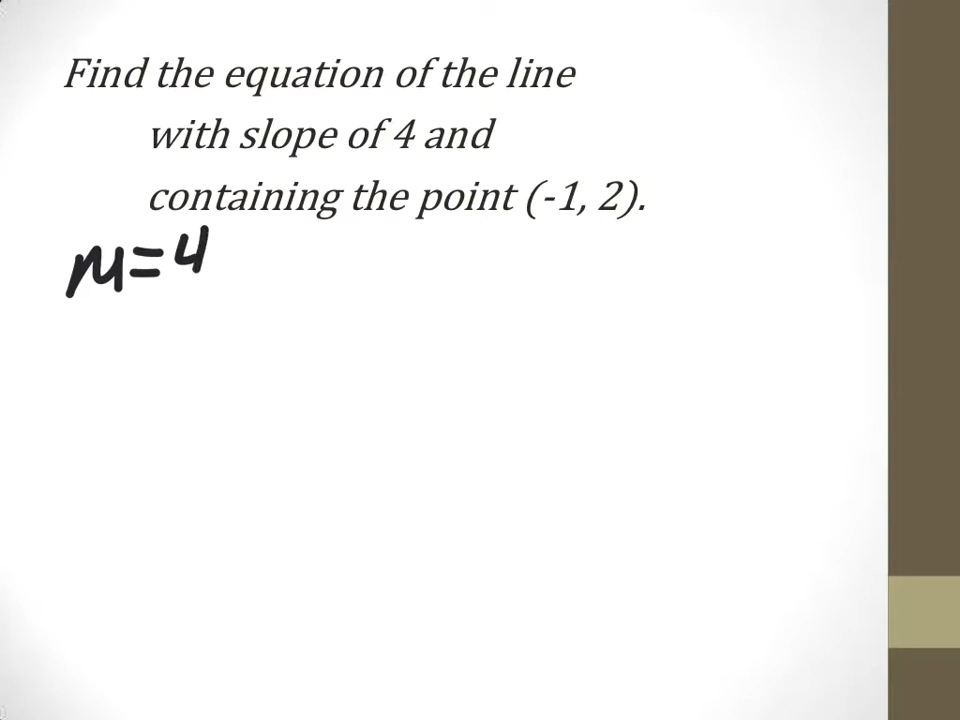 Find the equation of the line
with slope of 4 and
containing the point (-1, 2).
m=4